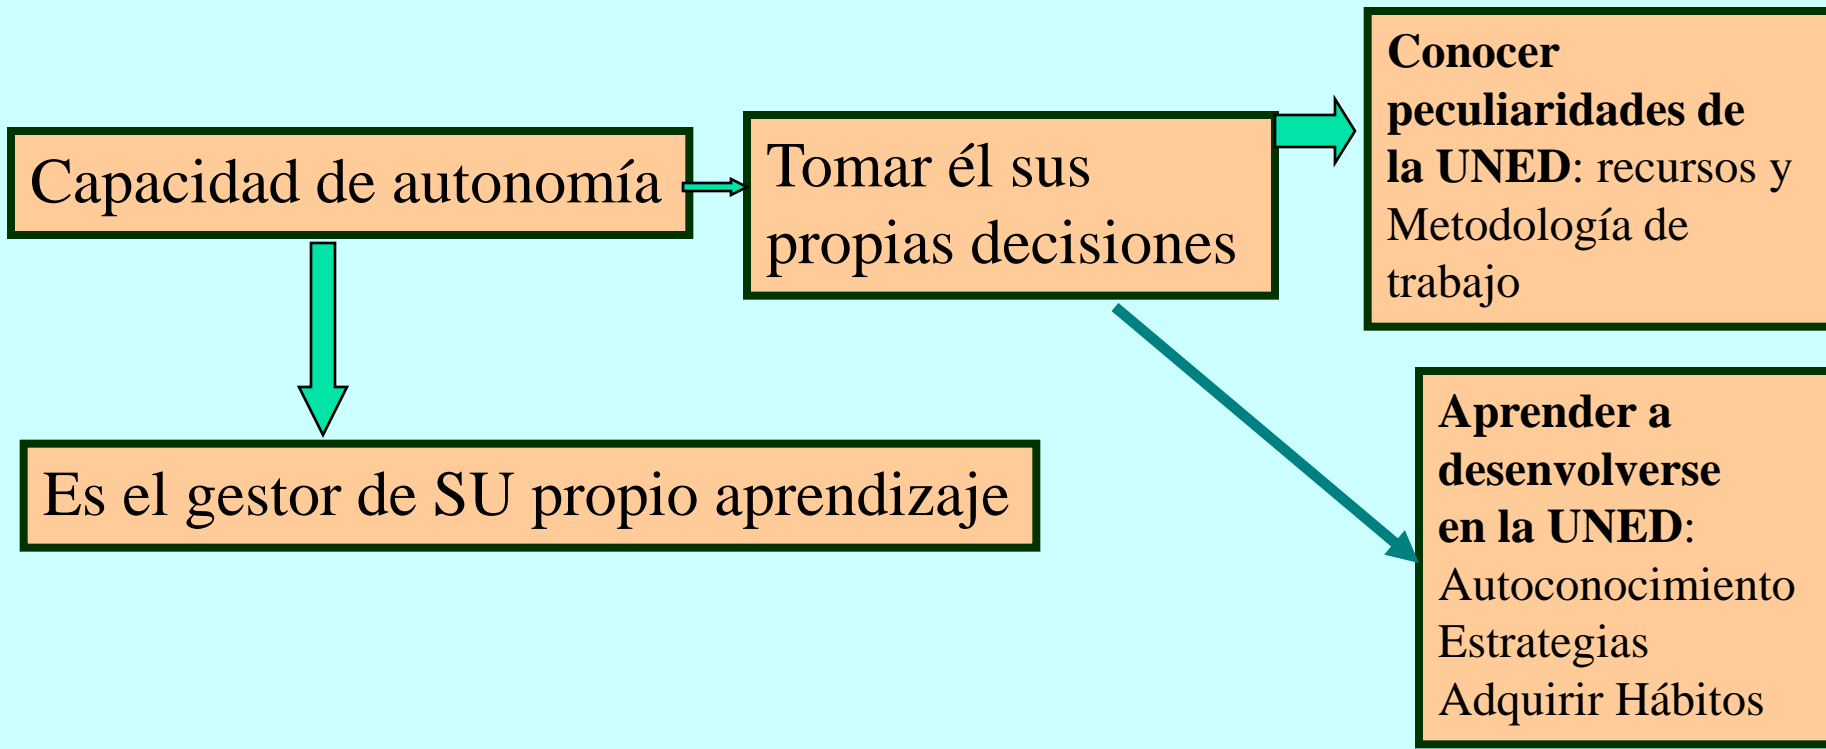 Capacidad de autonomía
Tomar él sus
propias decisiones
Conocer
peculiaridades de
la UNED: recursos y
Metodología de
trabajo
Es el gestor de SU propio aprendizaje
Aprender a
desenvolverse
en la UNED:
Autoconocimiento
Estrategias
Adquirir Hábitos